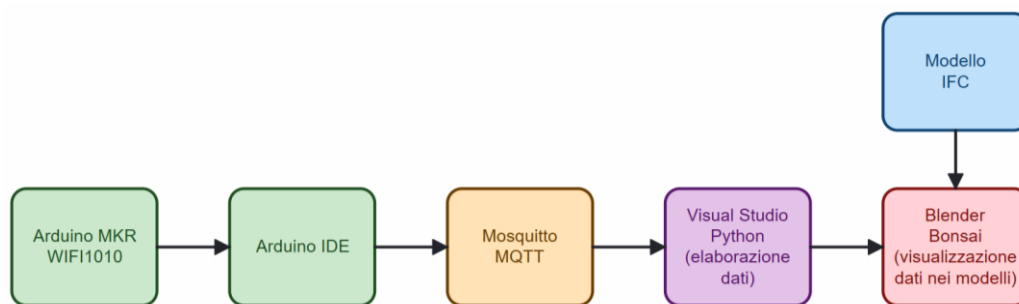 Modello
IFC
Arduino MKR
WIFI1010
Arduino IDE
Mosquitto
MQTT
Visual Studio
Python
(elaborazione
dati)
Blender
Bonsai
(visualizzazione
dati nei modelli)